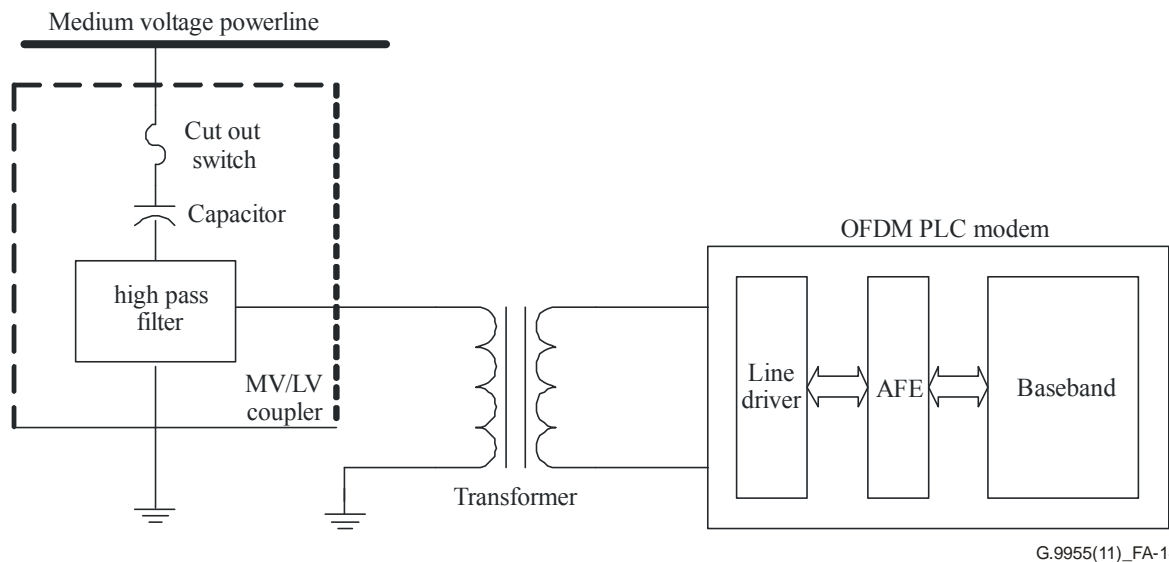 Medium voltage powerline
Cut out
switch
Capacitor
high pass
filter
MV/LV
coupler
Transformer
OFDM PLC modem
Line
driver
AFE
Baseband
G.9955(11)_FA-1